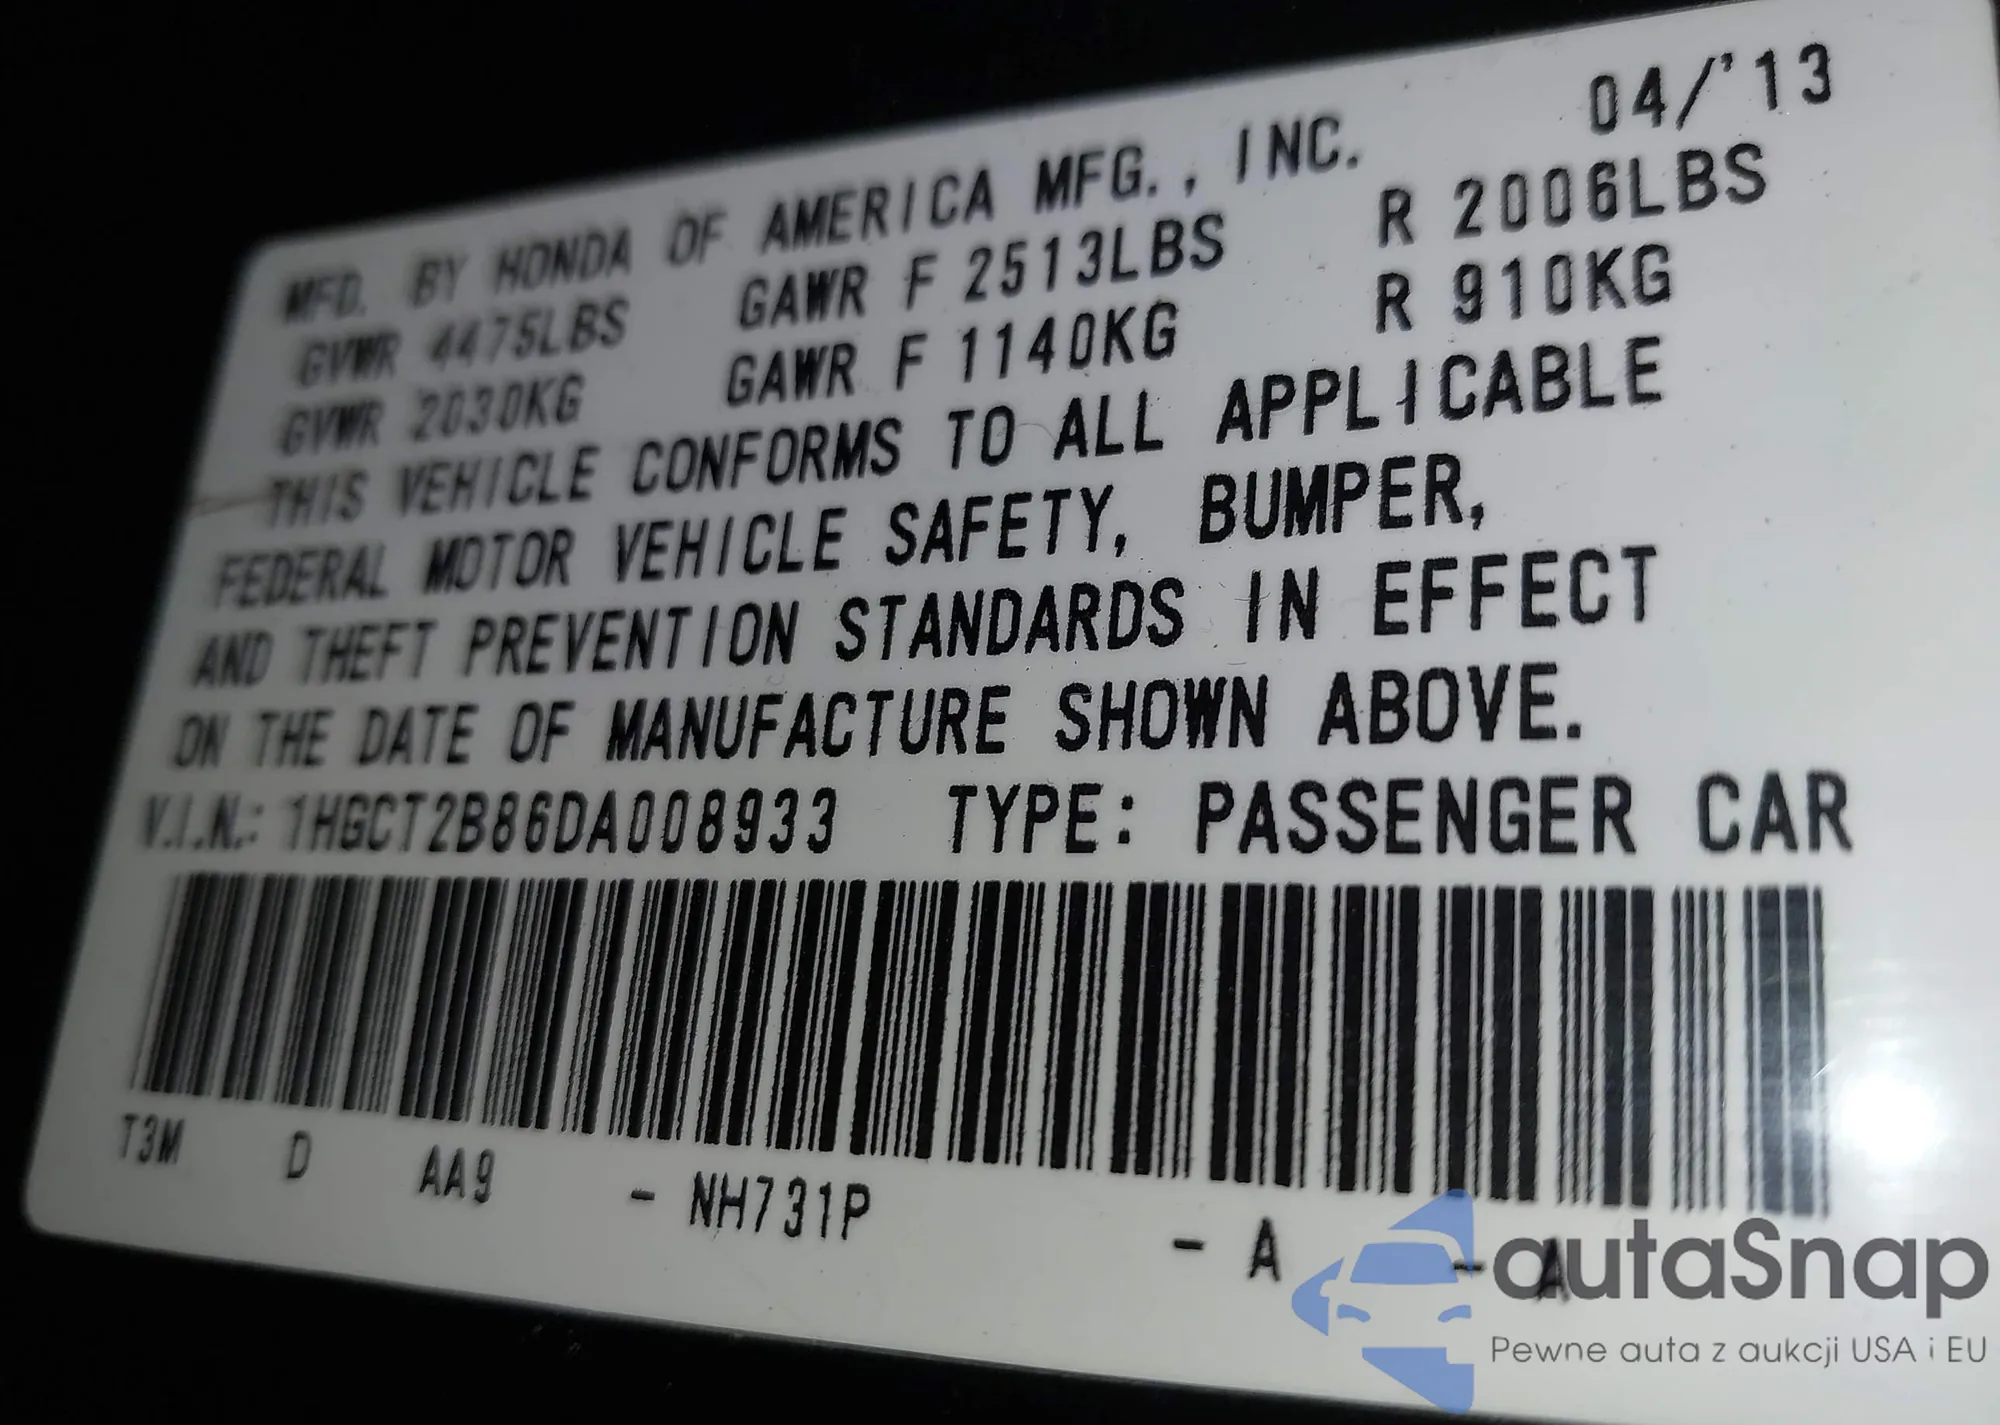 MFD. BY HONDA OF AMERICA MFG., INC. 04/'13
GVWR 4475LBS GAWR F 2513LBS R 2006LBS
GVWR 2030KG GAWR F 1140KG R 910KG
THIS VEHICLE CONFORMS TO ALL APPLICABLE
FEDERAL MOTOR VEHICLE SAFETY, BUMPER,
AND THEFT PREVENTION STANDARDS IN EFFECT
ON THE DATE OF MANUFACTURE SHOWN ABOVE.
V.I.N.: 1HGCT2B86DA008933 TYPE: PASSENGER CAR
T3M D AA9 - NH731P - A - A
autaSnap
Pewne auta z aukcji USA i EU